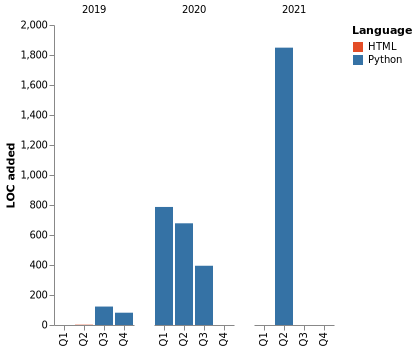 2019 2020 2021
Language
HTML
Python
LOC added
2,000
1,800
1,600
1,400
1,200
1,000
800
600
400
200
0
Q1 Q2 Q3 Q4 Q1 Q2 Q3 Q4 Q1 Q2 Q3 Q4